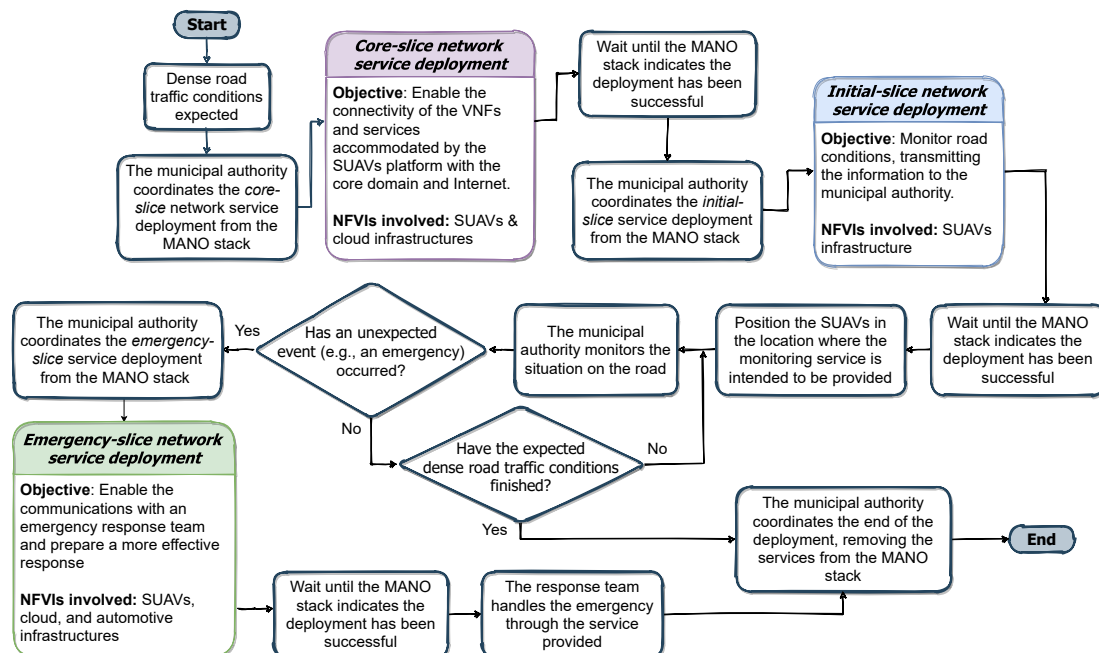 Start
Dense road
traffic conditions
expected
The municipal authority
coordinates the core-
slice network service
deployment from the
MANO stack
Core-slice network
service deployment
Objective: Enable the
connectivity of the VNFs
and services
accommodated by the
SUAVs platform with the
core domain and Internet.
NFVIs involved: SUAVs &
cloud infrastructures
Wait until the MANO
stack indicates the
deployment has been
successful
The municipal authority
coordinates the initial-
slice service deployment
from the MANO stack
Initial-slice network
service deployment
Objective: Monitor road
conditions, transmitting
the information to the
municipal authority.
NFVIs involved: SUAVs
infrastructure
Wait until the MANO
stack indicates the
deployment has been
successful
Position the SUAVs in
the location where the
monitoring service is
intended to be provided
The municipal
authority monitors the
situation on the road
Has an unexpected
event (e.g., an emergency)
occurred?
Yes
No
The municipal authority
coordinates the emergency-
slice service deployment
from the MANO stack
Have the expected
dense road traffic conditions
finished?
No
Yes
Emergency-slice network
service deployment
Objective: Enable the
communications with an
emergency response team
and prepare a more effective
response
NFVIs involved: SUAVs,
cloud, and automotive
infrastructures
Wait until the MANO
stack indicates the
deployment has been
successful
The response team
handles the emergency
through the service
provided
The municipal authority
coordinates the end of the
deployment, removing
the services from the MANO
stack
End